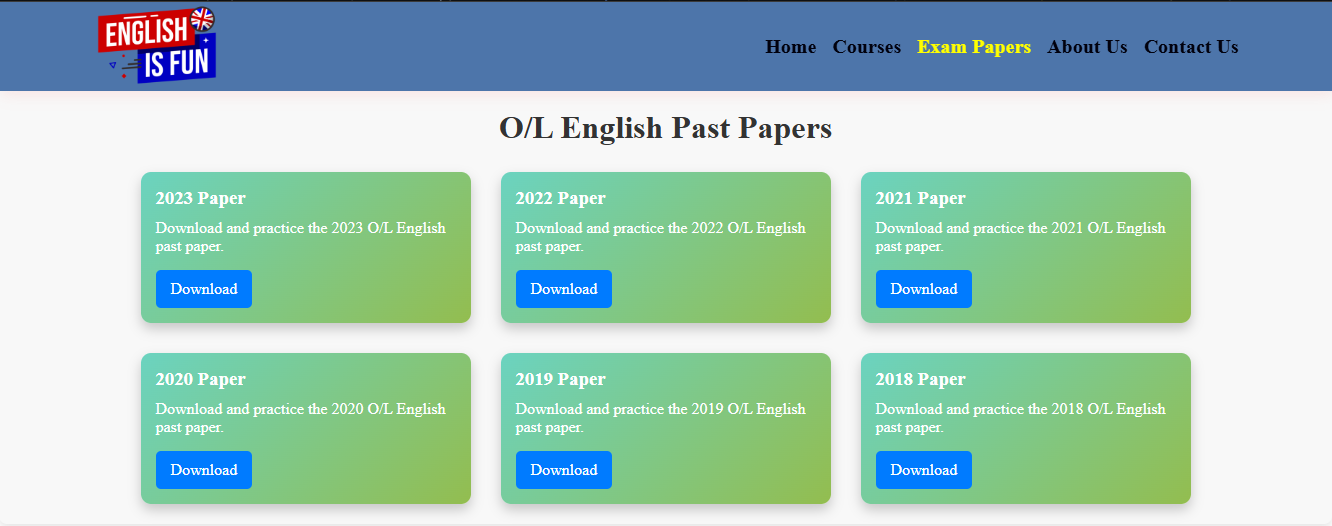 ENGLISH
IS FUN
Home Courses Exam Papers About Us Contact Us
O/L English Past Papers
2023 Paper
Download and practice the 2023 O/L English
past paper.
Download
2022 Paper
Download and practice the 2022 O/L English
past paper.
Download
2021 Paper
Download and practice the 2021 O/L English
past paper.
Download
2020 Paper
Download and practice the 2020 O/L English
past paper.
Download
2019 Paper
Download and practice the 2019 O/L English
past paper.
Download
2018 Paper
Download and practice the 2018 O/L English
past paper.
Download